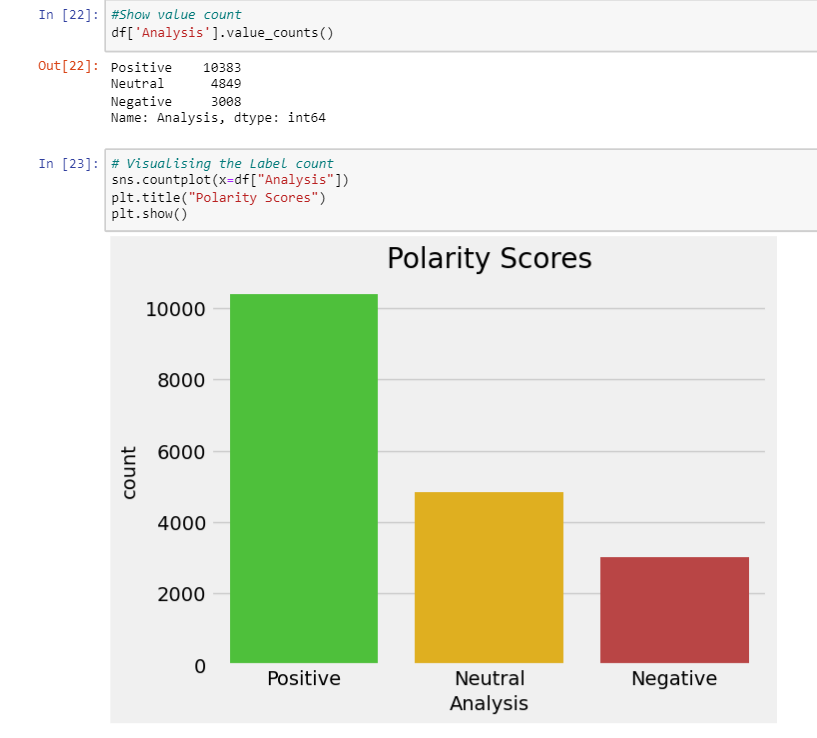 In [22]: #Show value count
df['Analysis'].value_counts()
Out[22]: Positive    10383
Neutral      4849
Negative     3008
Name: Analysis, dtype: int64
In [23]: # Visualising the Label count
sns.countplot(x=df["Analysis"])
plt.title("Polarity Scores")
plt.show()
Polarity Scores
10000
8000
6000
4000
2000
0
count
Positive Neutral Negative
Analysis